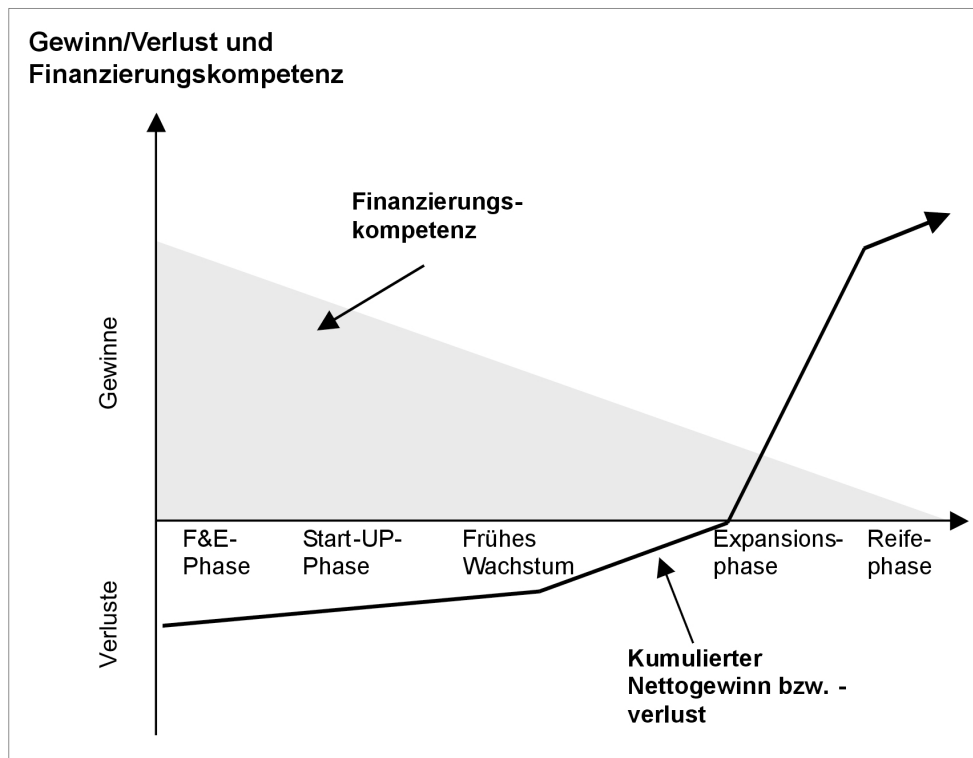 Gewinn/Verlust und
Finanzierungskompetenz
Finanzierungs-
kompetenz
Gewinne
Verluste
F&E-
Phase
Start-UP-
Phase
Frühes
Wachstum
Expansions-
phase
Reife-
phase
Kumulierter
Nettogewinn bzw. -
verlust